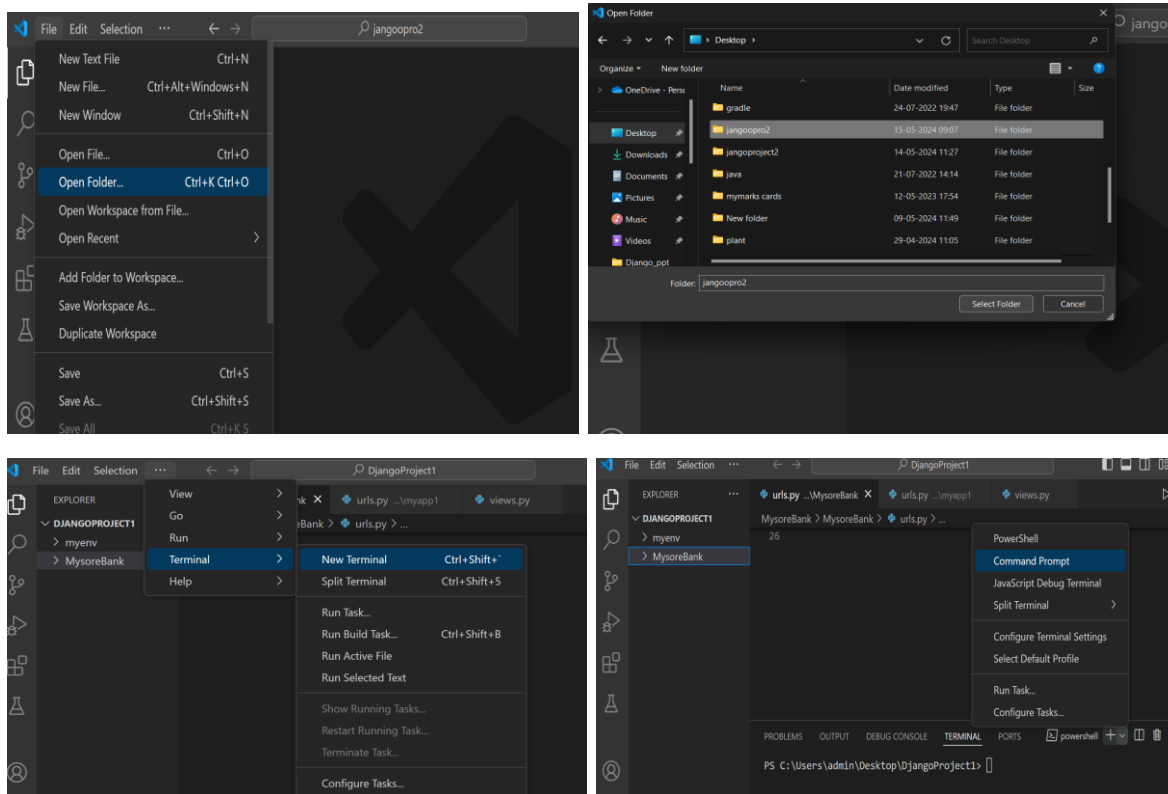 File Edit Selection ··· ← → jangoopro2
New Text File Ctrl+N
New File... Ctrl+Alt+Windows+N
New Window Ctrl+Shift+N
Open File... Ctrl+O
Open Folder... Ctrl+K Ctrl+O
Open Workspace from File...
Open Recent >
Add Folder to Workspace...
Save Workspace As...
Duplicate Workspace
Save Ctrl+S
Save As... Ctrl+Shift+S
Save All Ctrl+K S
Open Folder
jango
Desktop Search Desktop
Organize New folder
Name Date modified Type Size
OneDrive - Perso
Desktop
Downloads
Documents
Pictures
Music
Videos
Django_ppt
gradle 24-07-2022 19:47 File folder
jangoopro2 15-05-2024 09:07 File folder
jangoproject2 14-05-2024 11:27 File folder
java 21-07-2022 14:14 File folder
mymarks cards 12-05-2023 17:54 File folder
New folder 09-05-2024 11:49 File folder
plant 29-04-2024 11:05 File folder
Folder: jangoopro2
Select Folder Cancel
File Edit Selection ··· ← → DjangoProject1
EXPLORER
DJANGOPROJECT1
> myenv
> MysoreBank
View >
Go >
Run >
Terminal >
Help >
nk × urls.py ...\myapp1 views.py
eBank > urls.py > ...
New Terminal Ctrl+Shift+`
Split Terminal Ctrl+Shift+5
Run Task...
Run Build Task... Ctrl+Shift+B
Run Active File
Run Selected Text
Show Running Tasks...
Restart Running Task...
Terminate Task...
Configure Tasks...
File Edit Selection ··· ← → DjangoProject1
EXPLORER ···
DJANGOPROJECT1
> myenv
> MysoreBank
urls.py ...\MysoreBank × urls.py ...\myapp1 views.py
MysoreBank > MysoreBank > urls.py > ...
26
PowerShell
Command Prompt
JavaScript Debug Terminal
Split Terminal >
Configure Terminal Settings
Select Default Profile
Run Task...
Configure Tasks...
PROBLEMS OUTPUT DEBUG CONSOLE TERMINAL PORTS powershell
PS C:\Users\admin\Desktop\DjangoProject1>